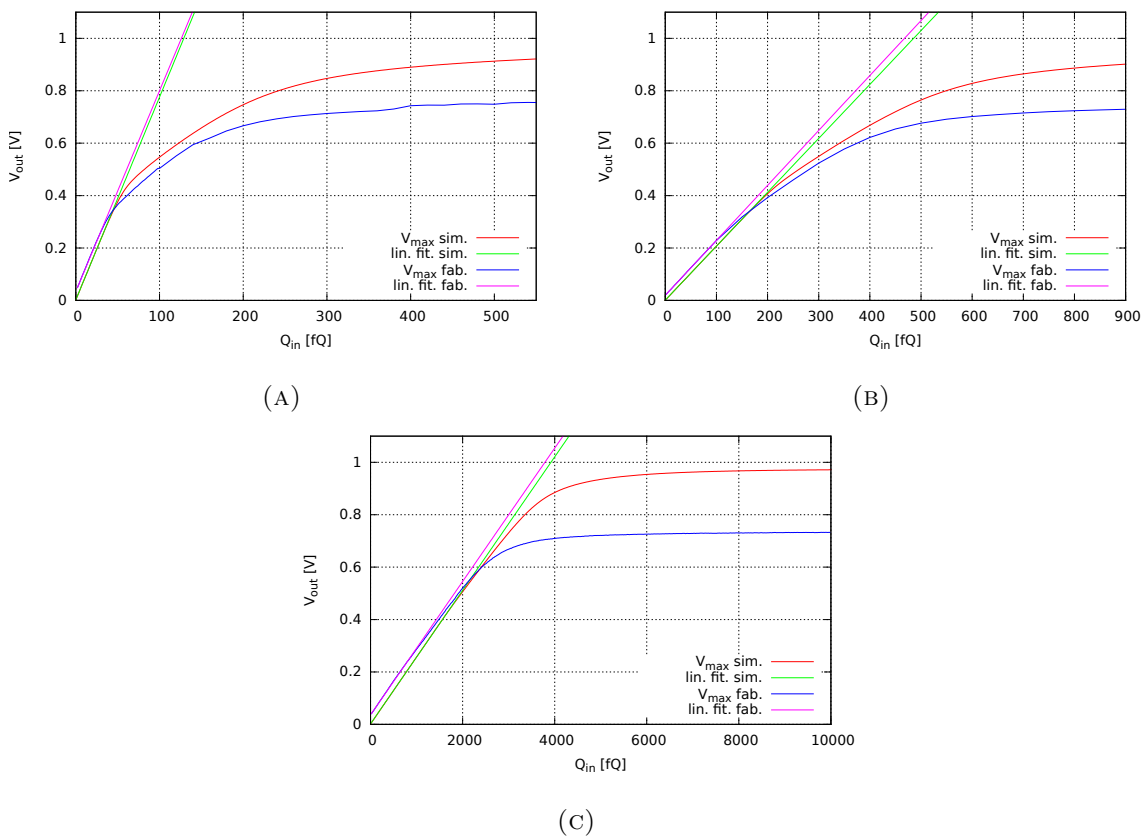 1
0.8
0.6
0.4
0.2
0
V_out [V]
V_max sim.
lin. fit. sim.
V_max fab.
lin. fit. fab.
0 100 200 300 400 500
Q_in [fQ]
(A)
1
0.8
0.6
0.4
0.2
0
V_out [V]
V_max sim.
lin. fit. sim.
V_max fab.
lin. fit. fab.
0 100 200 300 400 500 600 700 800 900
Q_in [fQ]
(B)
1
0.8
0.6
0.4
0.2
0
V_out [V]
V_max sim.
lin. fit. sim.
V_max fab.
lin. fit. fab.
0 2000 4000 6000 8000 10000
Q_in [fQ]
(C)